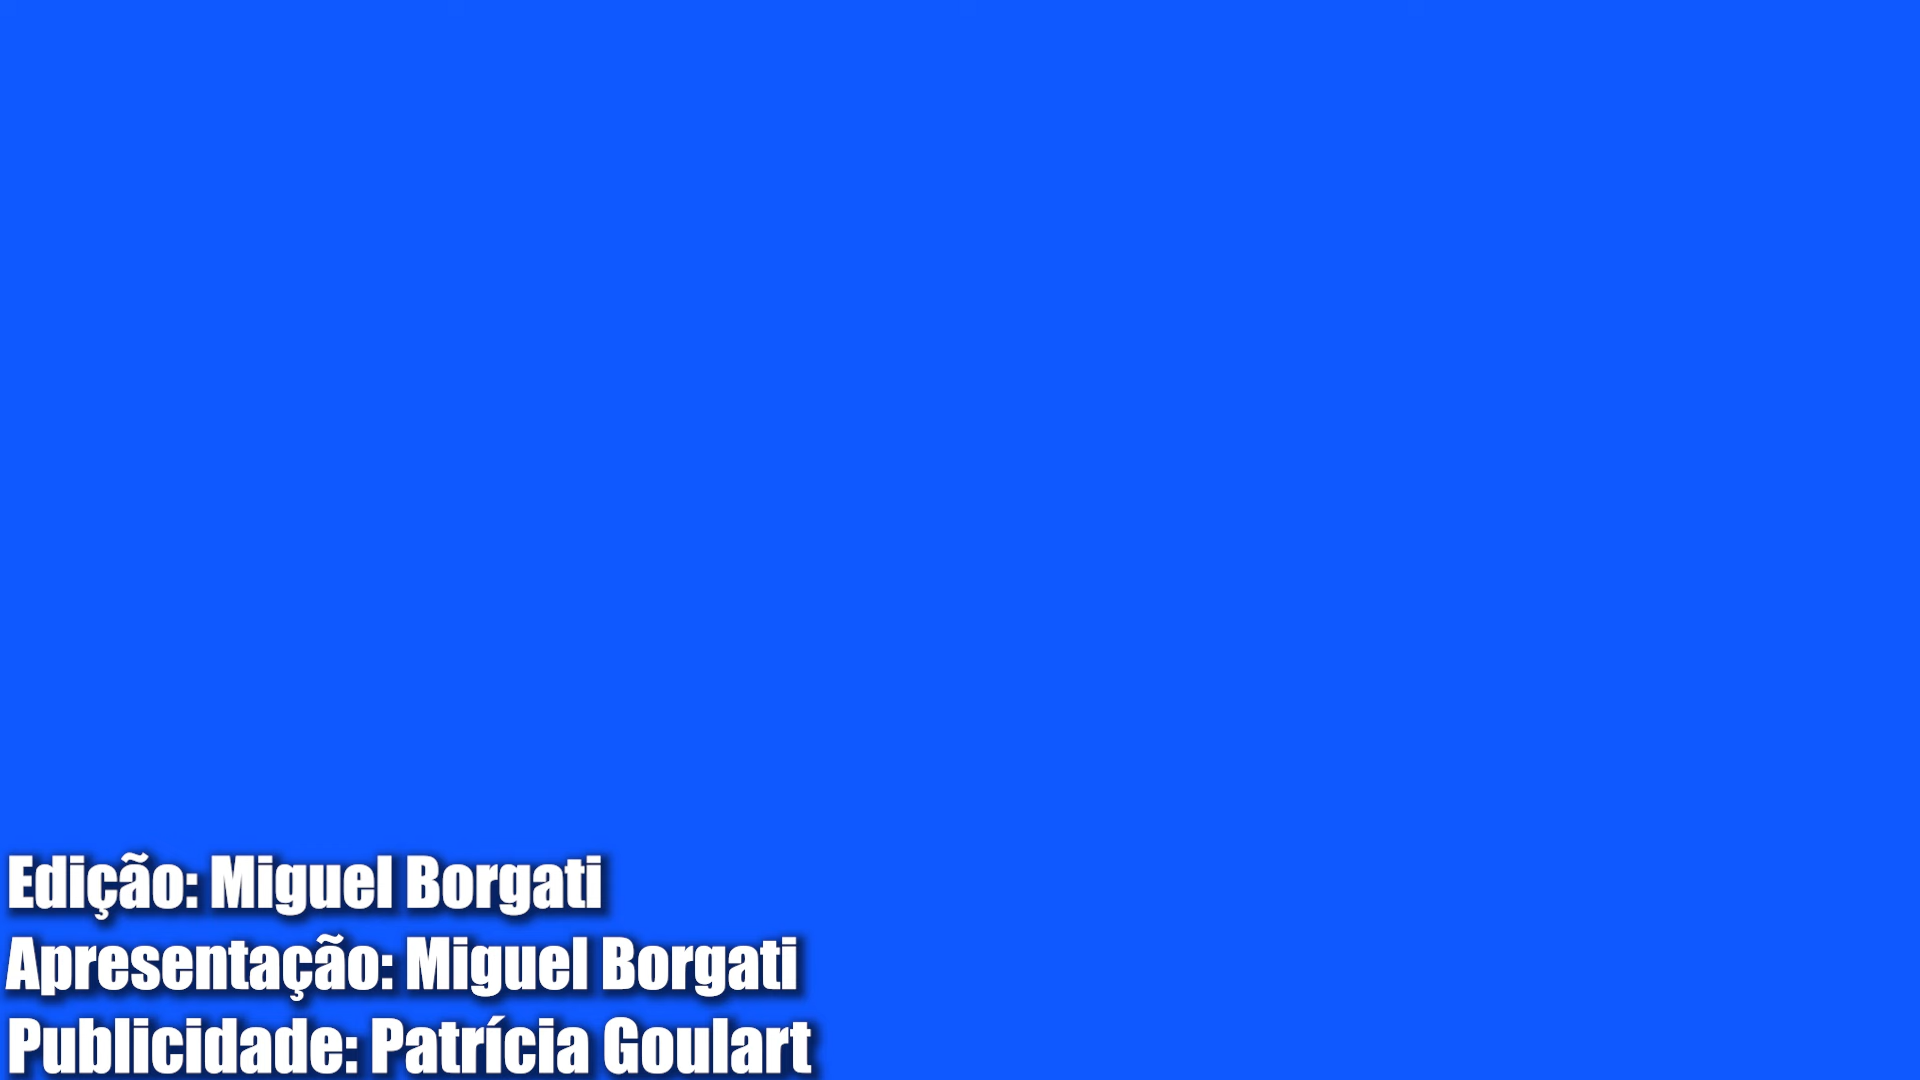 Edição: Miguel Borgati
Apresentação: Miguel Borgati
Publicidade: Patrícia Goulart